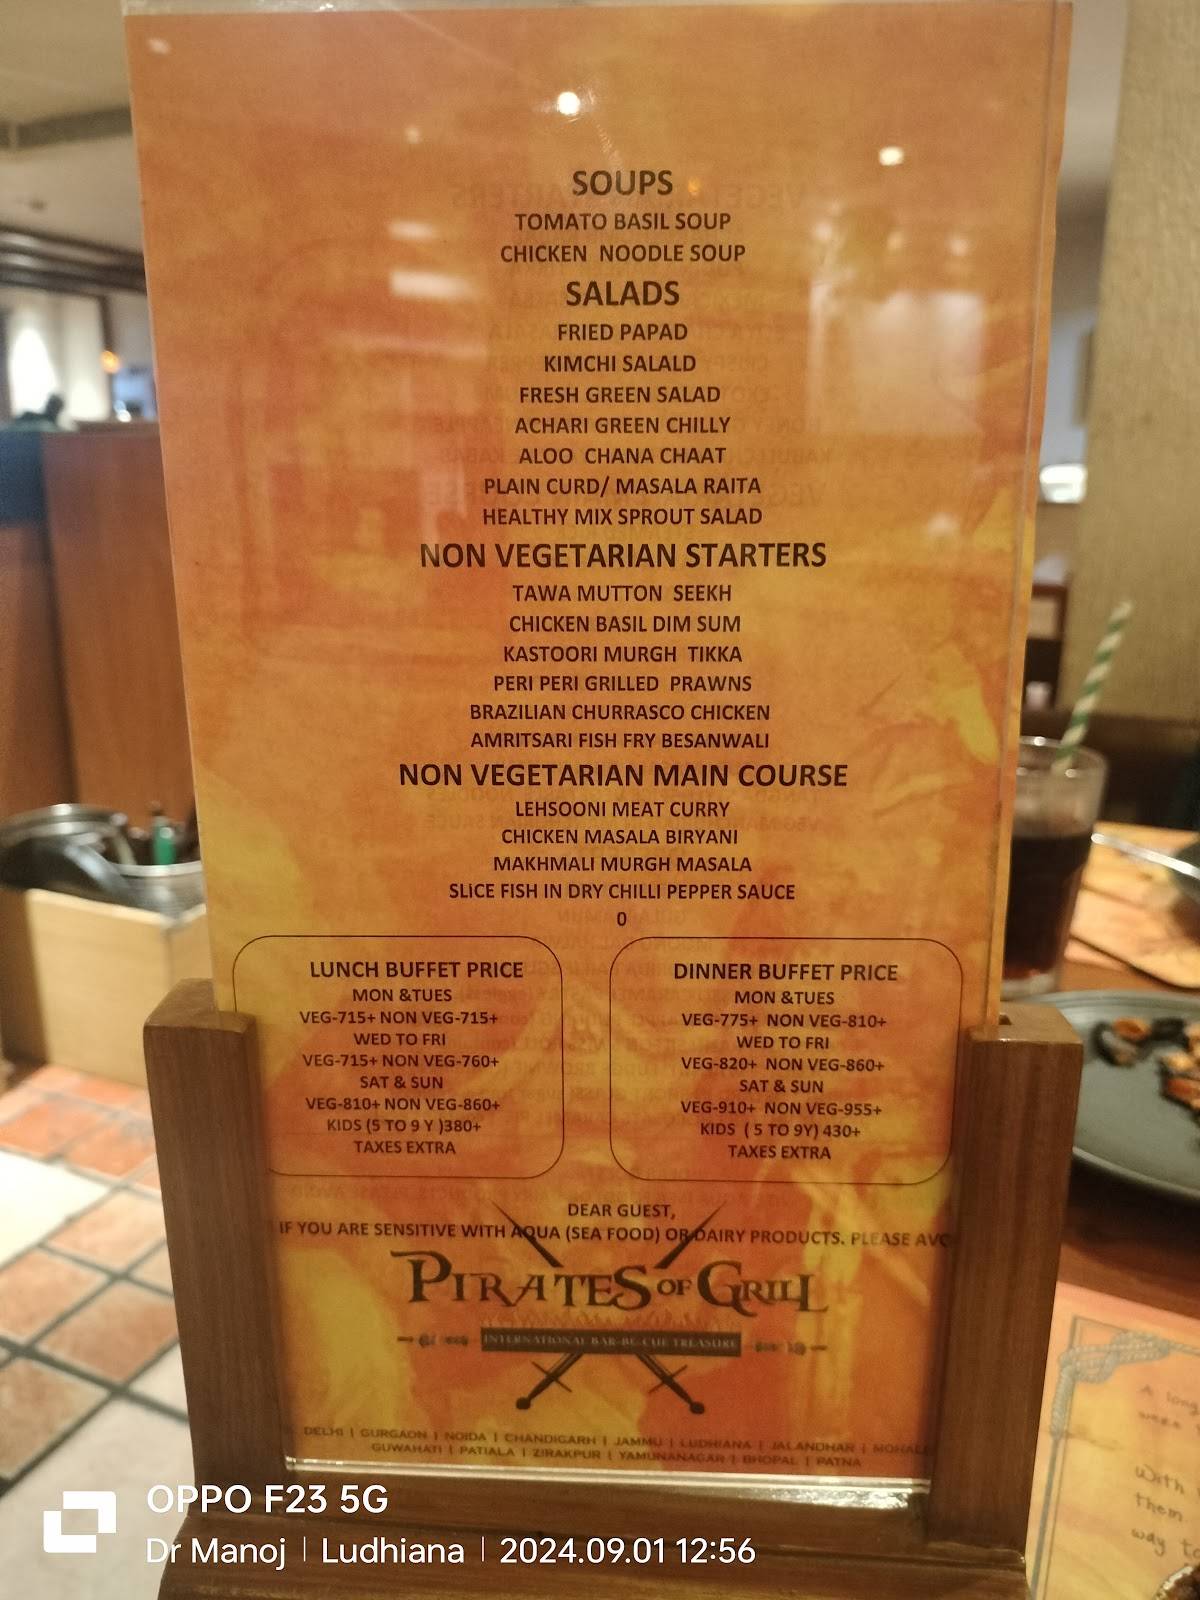 SOUPS
TOMATO BASIL SOUP
CHICKEN NOODLE SOUP
SALADS
FRIED PAPAD
KIMCHI SALALD
FRESH GREEN SALAD
ACHARI GREEN CHILLY
ALOO CHANA CHAAT
PLAIN CURD/ MASALA RAITA
HEALTHY MIX SPROUT SALAD
NON VEGETARIAN STARTERS
TAWA MUTTON SEEKH
CHICKEN BASIL DIM SUM
KASTOORI MURGH TIKKA
PERI PERI GRILLED PRAWNS
BRAZILIAN CHURRASCO CHICKEN
AMRITSARI FISH FRY BESANWALI
NON VEGETARIAN MAIN COURSE
LEHSOONI MEAT CURRY
CHICKEN MASALA BIRYANI
MAKHMALI MURGH MASALA
SLiCE FISH IN DRY CHILLI PEPPER SAUCE
0
LUNCH BUFFET PRICE
MON &TUES
VEG-715+ NON VEG-715+
WED TO FRI
VEG-715+ NON VEG-760+
SAT & SUN
VEG-810+ NON VEG-860+
KIDS (5 TO 9 Y )380+
TAXES EXTRA
DINNER BUFFET PRICE
MON &TUES
VEG-775+ NON VEG-810+
WED TO FRI
VEG-820+ NON VEG-860+
SAT & SUN
VEG-910+ NON VEG-955+
KIDS ( 5 TO 9Y) 430+
TAXES EXTRA
DEAR GUEST,
IF YOU ARE SENSITIVE WITH AQUA (SEA FOOD) OR DAIRY PRODUCTS. PLEASE AVO
PIRATES OF GRILL
INTERNATIONAL BAR-BE-CUE TREASURE
DELHI | GURGAON | NOIDA | CHANDIGARH | JAMMU | LUDHIANA | JALANDHAR | MOHALI
GUWAHATI | PATIALA | ZIRAKPUR | YAMUNANAGAR | BHOPAL | PATNA
A long
were
With
them.
way to
OPPO F23 5G
Dr Manoj | Ludhiana | 2024.09.01 12:56